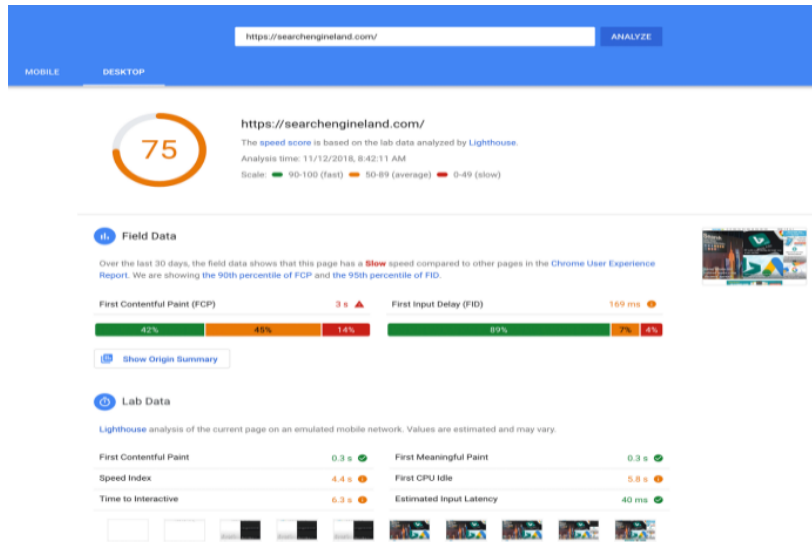 https://searchengineland.com/ ANALYZE
MOBILE DESKTOP
75
https://searchengineland.com/
The speed score is based on the lab data analyzed by Lighthouse.
Analysis time: 11/12/2018, 8:42:11 AM
Scale: 90-100 (fast) 50-89 (average) 0-49 (slow)
Field Data
Over the last 30 days, the field data shows that this page has a Slow speed compared to other pages in the Chrome User Experience
Report. We are showing the 90th percentile of FCP and the 95th percentile of FID.
First Contentful Paint (FCP) 3 s First Input Delay (FID) 169 ms
42% 45% 14% 89% 7% 4%
Show Origin Summary
Lab Data
Lighthouse analysis of the current page on an emulated mobile network. Values are estimated and may vary.
First Contentful Paint 0.3 s First Meaningful Paint 0.3 s
Speed Index 4.4 s First CPU Idle 5.8 s
Time to Interactive 6.3 s Estimated Input Latency 40 ms